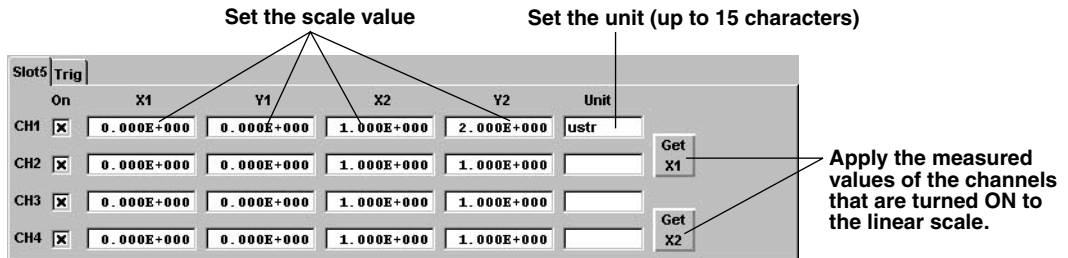 Set the scale value
Set the unit (up to 15 characters)
Slot5 Trig
On X1 Y1 X2 Y2 Unit
CH1 0.000E+000 0.000E+000 1.000E+000 2.000E+000 ustr
CH2 0.000E+000 0.000E+000 1.000E+000 1.000E+000
Get
X1
CH3 0.000E+000 0.000E+000 1.000E+000 1.000E+000
CH4 0.000E+000 0.000E+000 1.000E+000 1.000E+000
Get
X2
Apply the measured
values of the channels
that are turned ON to
the linear scale.